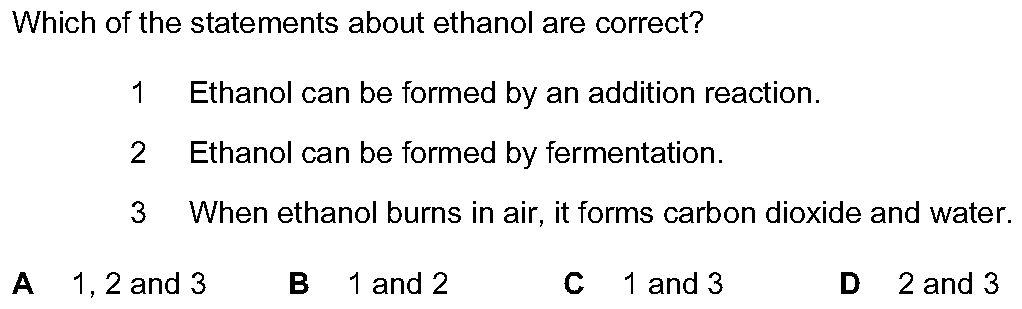 Which of the statements about ethanol are correct?
1 Ethanol can be formed by an addition reaction.
2 Ethanol can be formed by fermentation.
3 When ethanol burns in air, it forms carbon dioxide and water.
A 1, 2 and 3 B 1 and 2 C 1 and 3 D 2 and 3